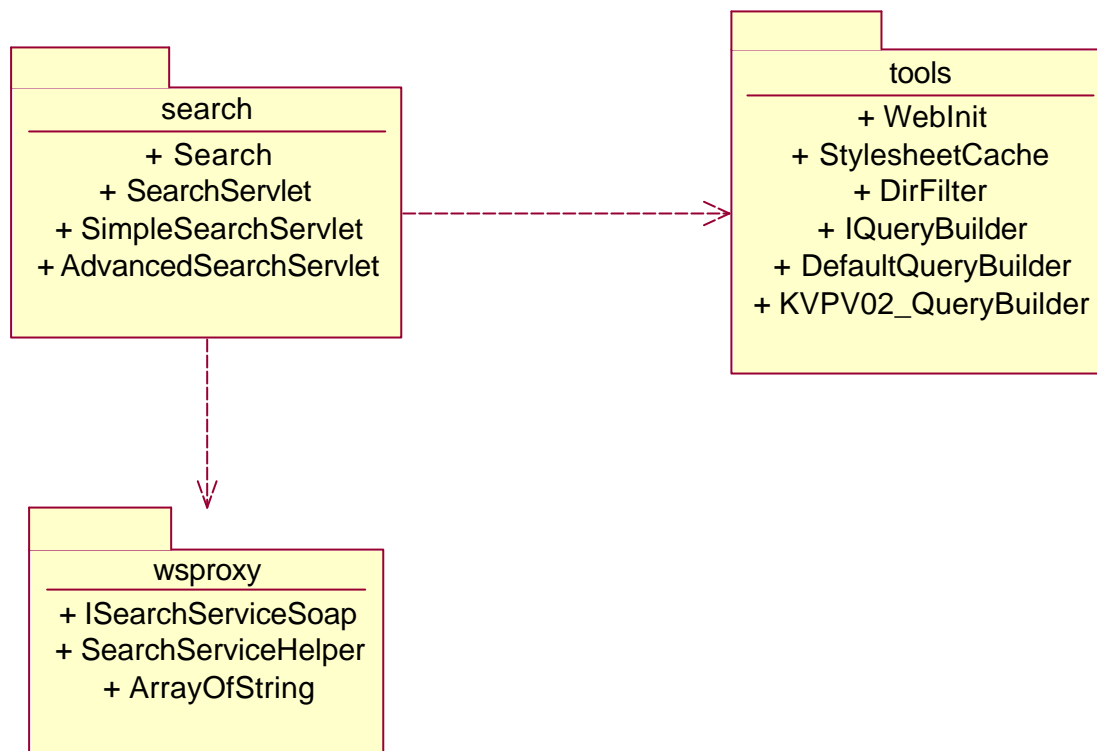 search
+ Search
+ SearchServlet
+ SimpleSearchServlet
+ AdvancedSearchServlet
tools
+ WebInit
+ StylesheetCache
+ DirFilter
+ IQueryBuilder
+ DefaultQueryBuilder
+ KVPV02_QueryBuilder
wsproxy
+ ISearchServiceSoap
+ SearchServiceHelper
+ ArrayOfString